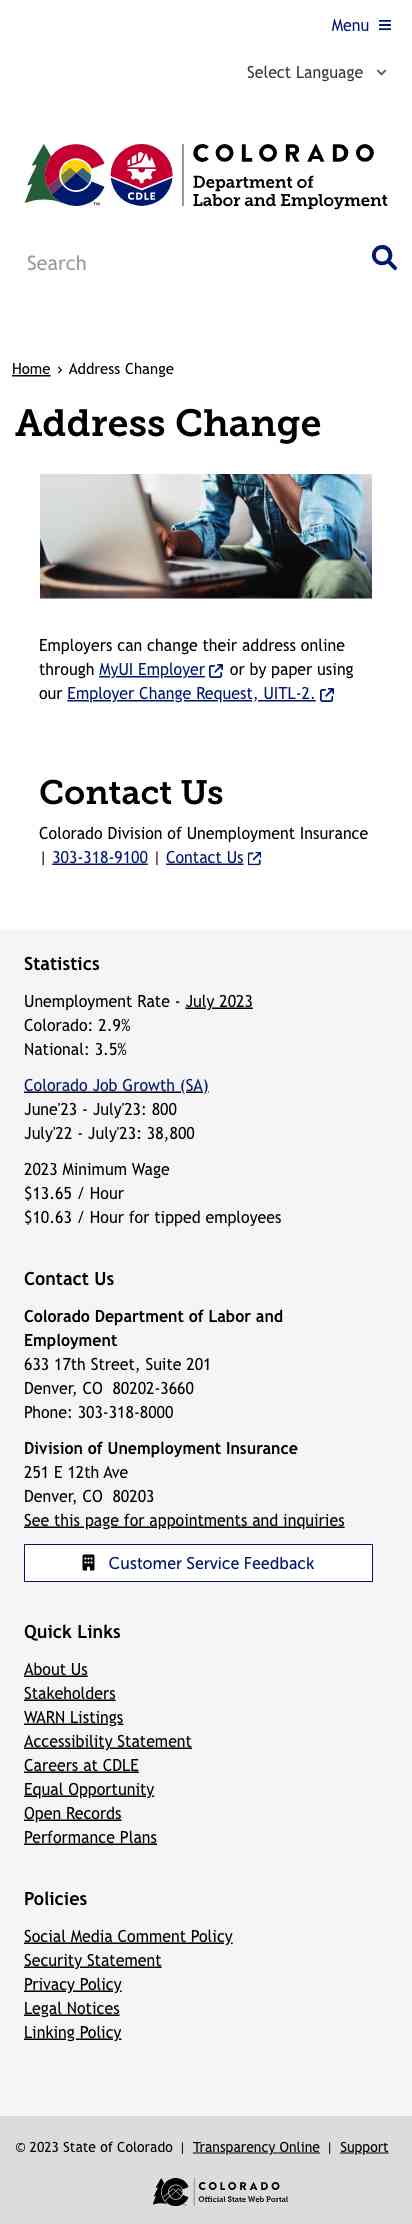 Menu
Select Language
CDLE
COLORADO
Department of
Labor and Employment
TM
Search
Home › Address Change
Address Change
Employers can change their address online
through MyUI Employer or by paper using
our Employer Change Request, UITL-2.
Contact Us
Colorado Division of Unemployment Insurance
| 303-318-9100 | Contact Us
Statistics
Unemployment Rate - July 2023
Colorado: 2.9%
National: 3.5%
Colorado Job Growth (SA)
June'23 - July'23: 800
July'22 - July'23: 38,800
2023 Minimum Wage
$13.65 / Hour
$10.63 / Hour for tipped employees
Contact Us
Colorado Department of Labor and
Employment
633 17th Street, Suite 201
Denver, CO  80202-3660
Phone: 303-318-8000
Division of Unemployment Insurance
251 E 12th Ave
Denver, CO  80203
See this page for appointments and inquiries
Customer Service Feedback
Quick Links
About Us
Stakeholders
WARN Listings
Accessibility Statement
Careers at CDLE
Equal Opportunity
Open Records
Performance Plans
Policies
Social Media Comment Policy
Security Statement
Privacy Policy
Legal Notices
Linking Policy
© 2023 State of Colorado | Transparency Online | Support
COLORADO
Official State Web Portal